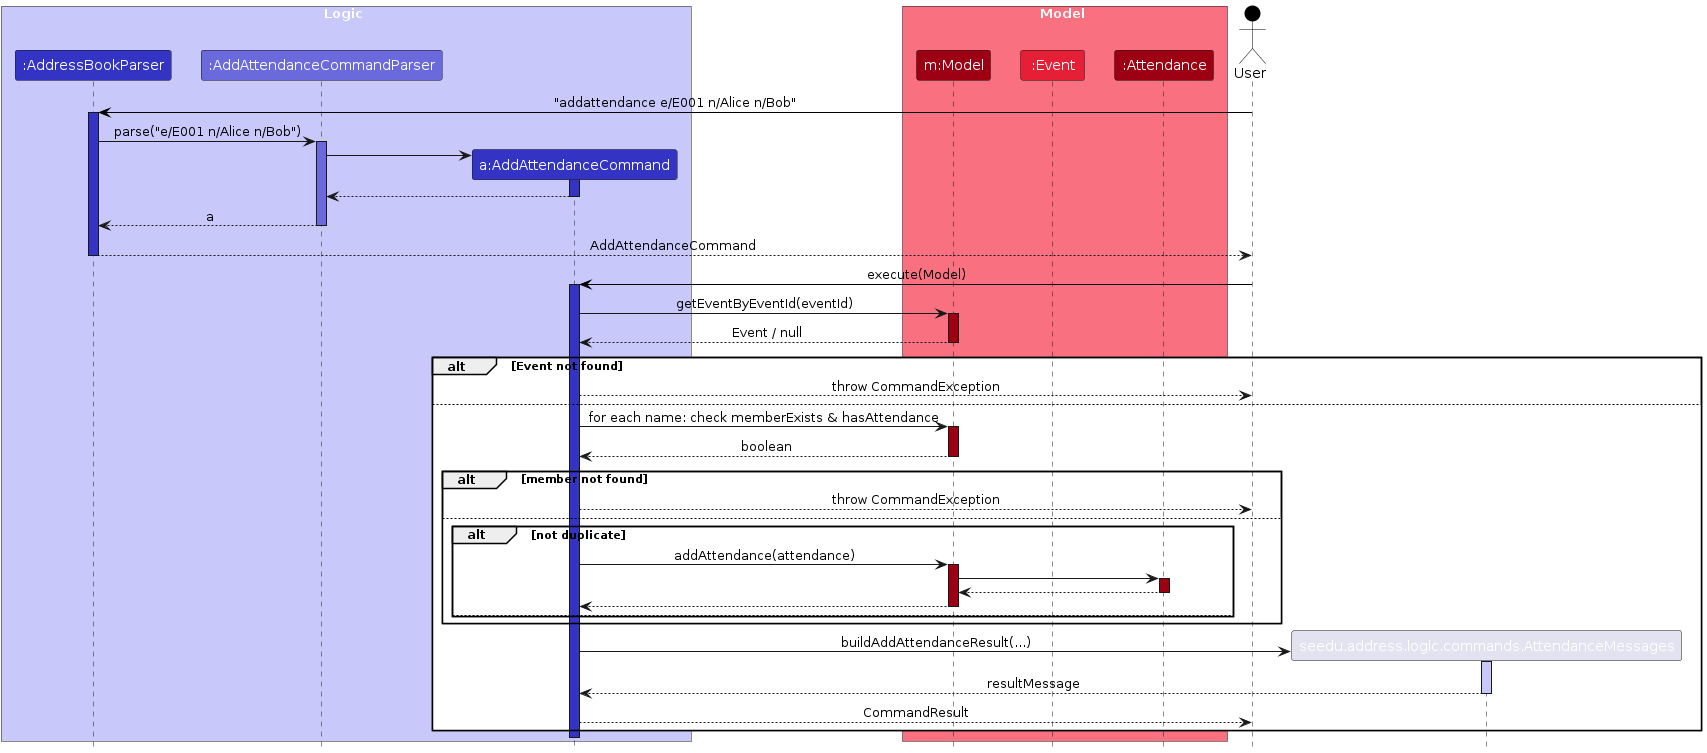 Logic
Model
:AddressBookParser
:AddAttendanceCommandParser
m:Model
:Event
:Attendance
User
"addattendance e/E001 n/Alice n/Bob"
parse("e/E001 n/Alice n/Bob")
a:AddAttendanceCommand
a
AddAttendanceCommand
execute(Model)
getEventByEventId(eventId)
Event / null
alt [Event not found]
throw CommandException
for each name: check memberExists & hasAttendance
boolean
alt [member not found]
throw CommandException
alt [not duplicate]
addAttendance(attendance)
buildAddAttendanceResult(...)
seedu.address.logic.commands.AttendanceMessages
resultMessage
CommandResult